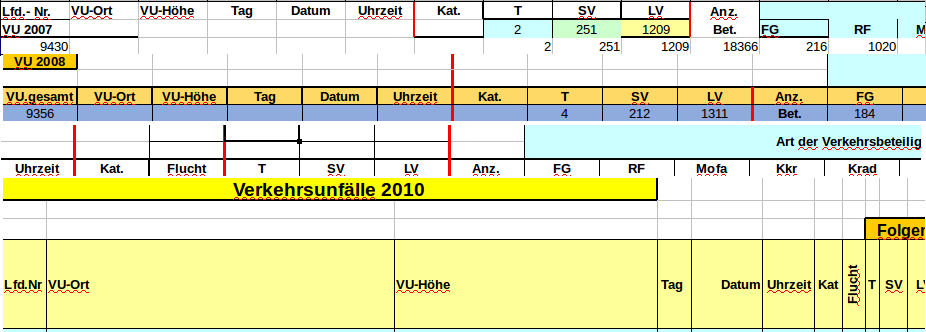 Lfd.- Nr. VU-Ort VU-Höhe Tag Datum Uhrzeit Kat. T SV LV Anz.
VU 2007 2 251 1209 Bet. FG RF M
9430 2 251 1209 18366 216 1020
VU 2008
VU.gesamt VU-Ort VU-Höhe Tag Datum Uhrzeit Kat. T SV LV Anz. FG
9356 4 212 1311 Bet. 184
Art der Verkehrsbeteilig
Uhrzeit Kat. Flucht T SV LV Anz. FG RF Mofa Kkr Krad
Verkehrsunfälle 2010
Folgen
Lfd.Nr VU-Ort VU-Höhe Tag Datum Uhrzeit Kat Flucht T SV LV